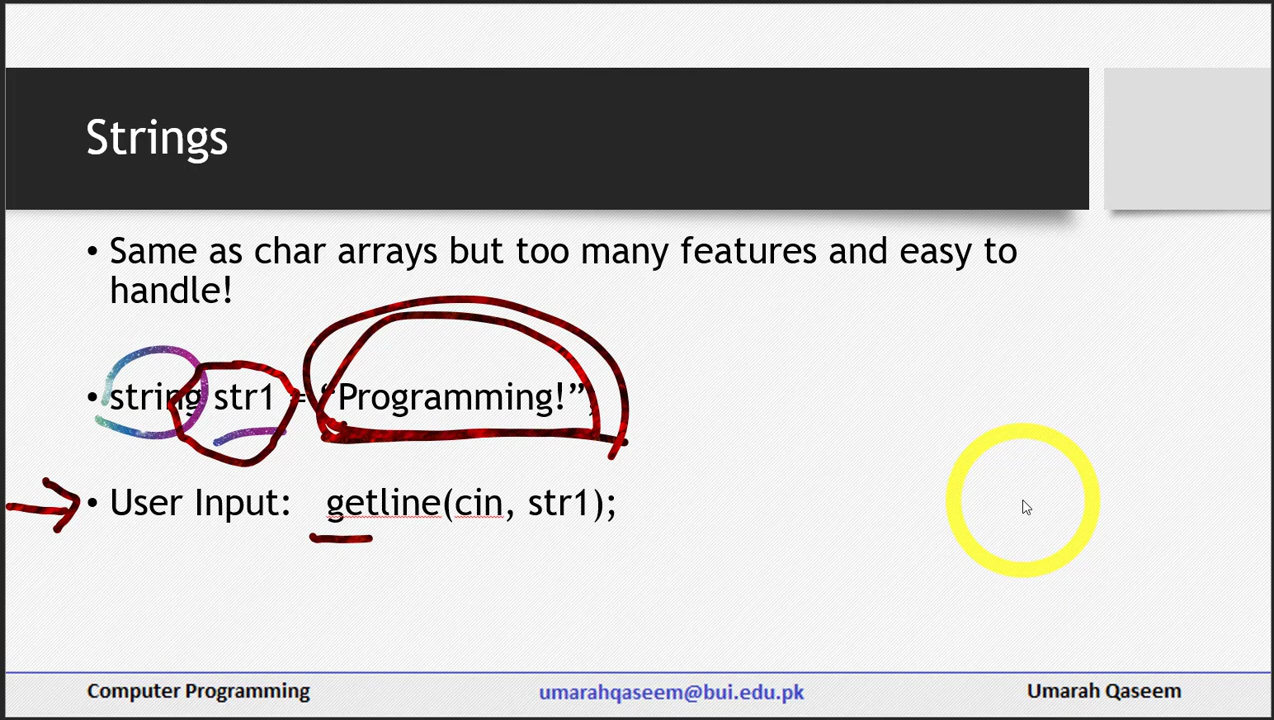 Strings
• Same as char arrays but too many features and easy to
handle!
• string str1 = “Programming!”;
• User Input: getline(cin, str1);
Computer Programming umarahqaseem@bui.edu.pk Umarah Qaseem